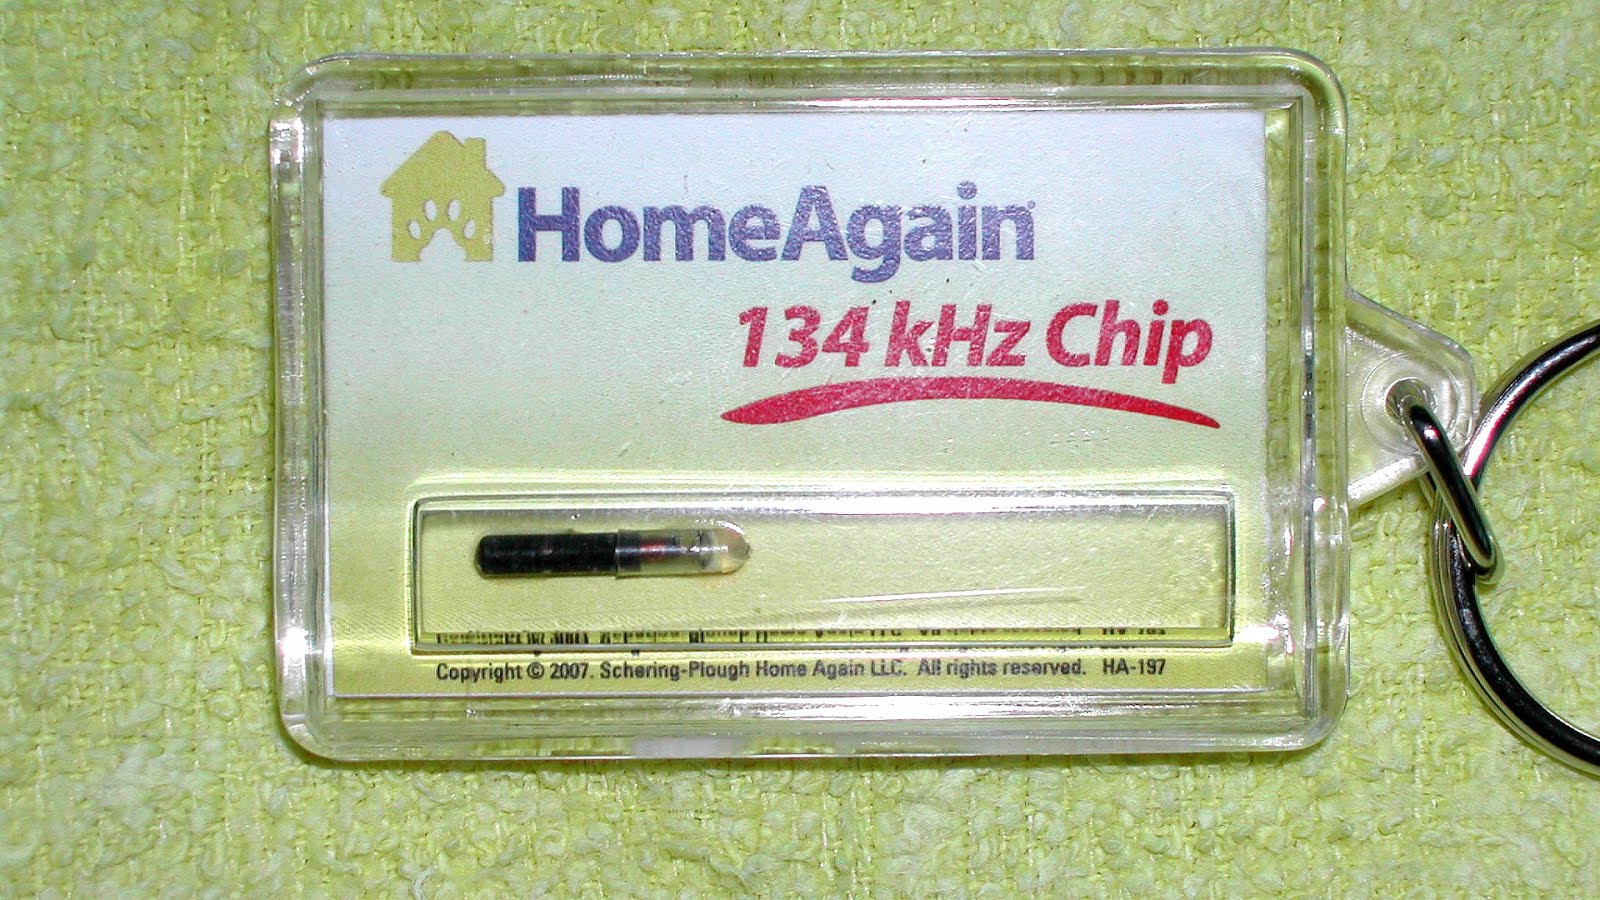 HomeAgain
134 kHz Chip
Copyright © 2007. Schering-Plough Home Again LLC. All rights reserved. HA-197